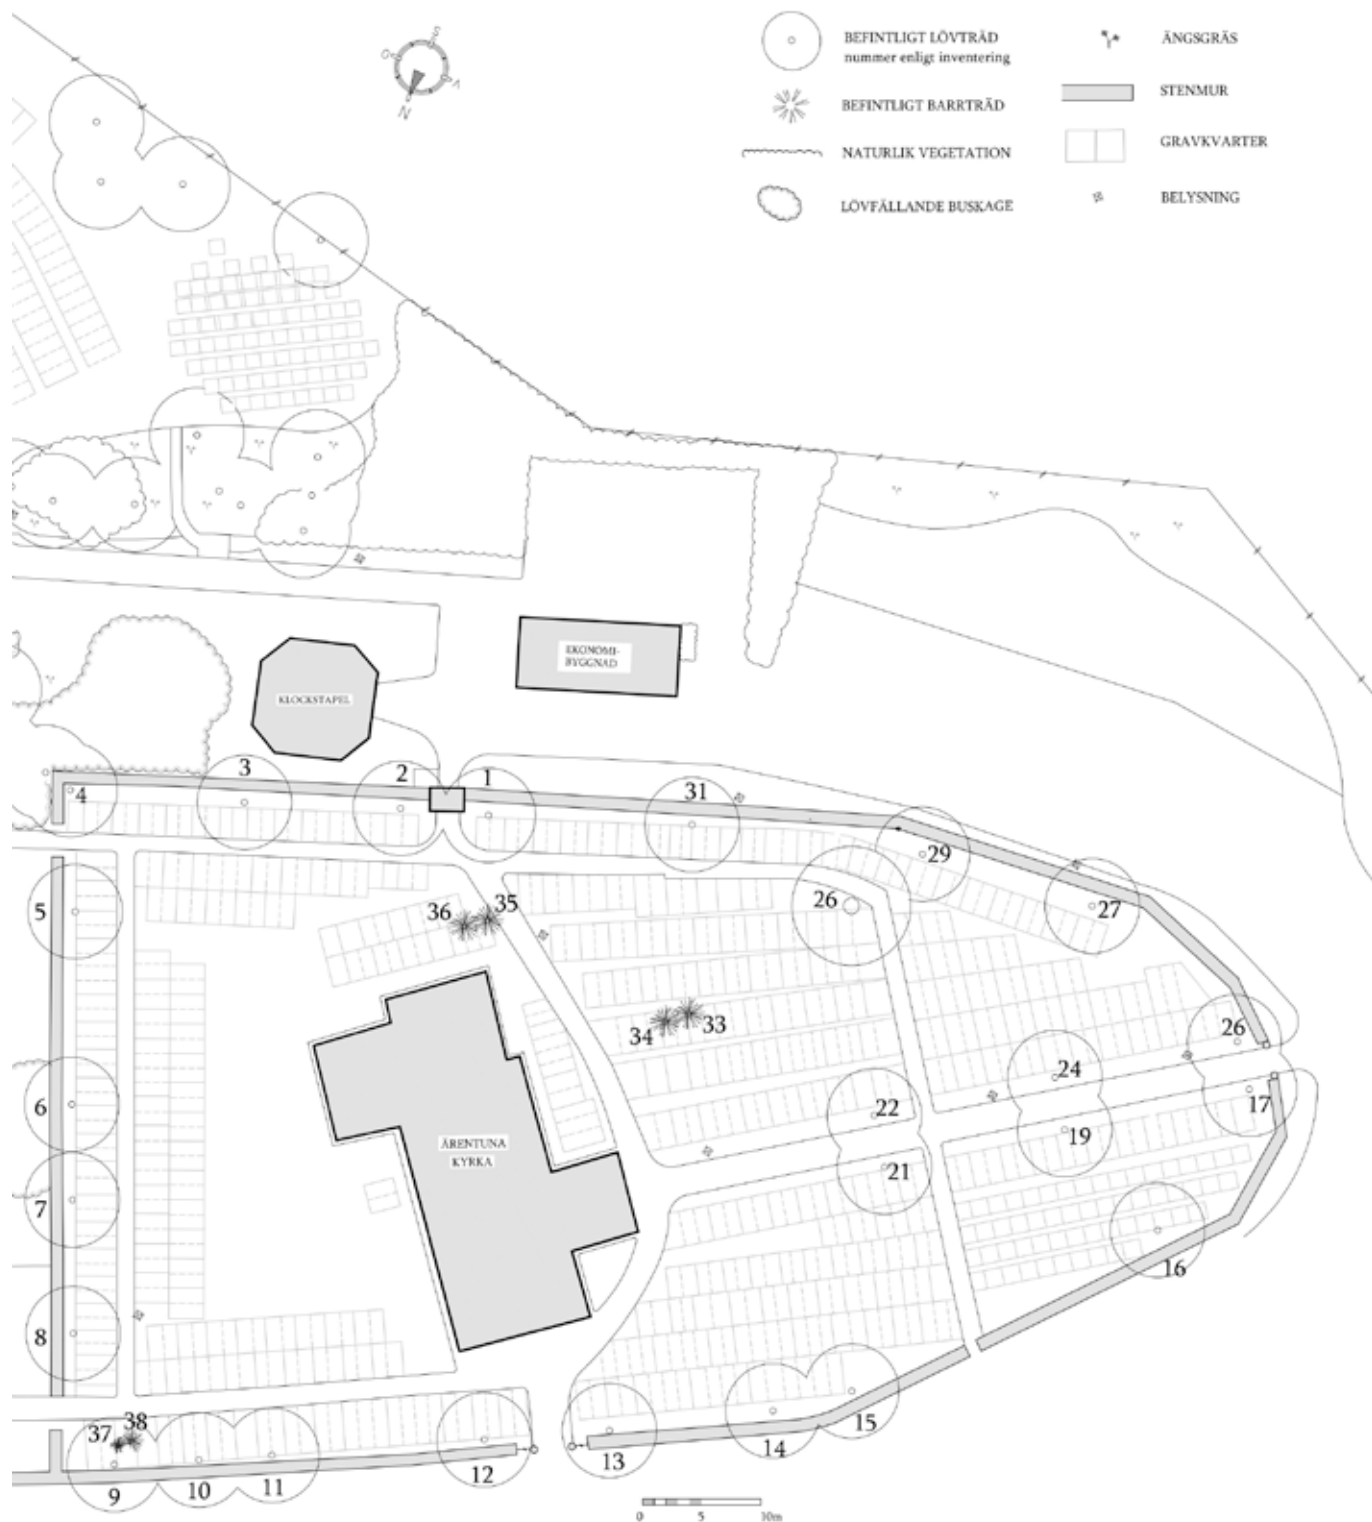 S
Ö
V
N
BEFINTLIGT LÖVTRÄD
nummer enligt inventering
BEFINTLIGT BARRTRÄD
NATURLIK VEGETATION
LÖVFÄLLANDE BUSKAGE
ÄNGSGRÄS
STENMUR
GRAVKVARTER
BELYSNING
EKONOMI-
BYGGNAD
KLOCKSTAPEL
3
2
1
31
4
29
26
27
5
36
35
34
33
26
24
17
6
22
19
ÄRENTUNA
KYRKA
21
7
16
8
37
38
15
14
13
12
11
10
9
0
5
10m